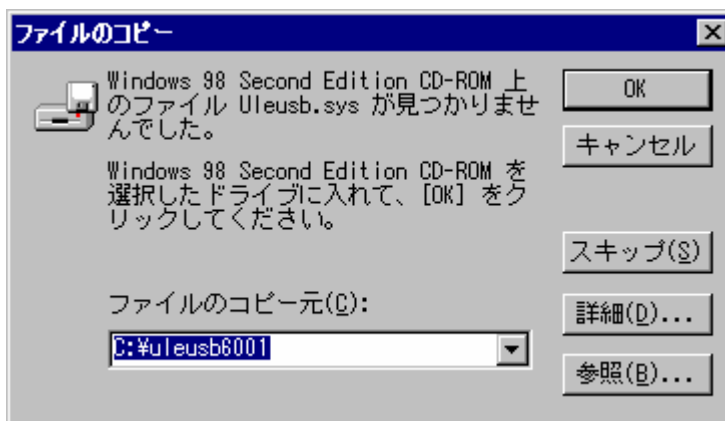 ファイルのコピー
Windows 98 Second Edition CD-ROM 上
のファイル Uleusb.sys が見つかりませ
んでした。
Windows 98 Second Edition CD-ROM を
選択したドライブに入れて、[OK] をク
リックしてください。
ファイルのコピー元(C):
C:¥uleusb6001
OK
キャンセル
スキップ(S)
詳細(D)...
参照(B)...